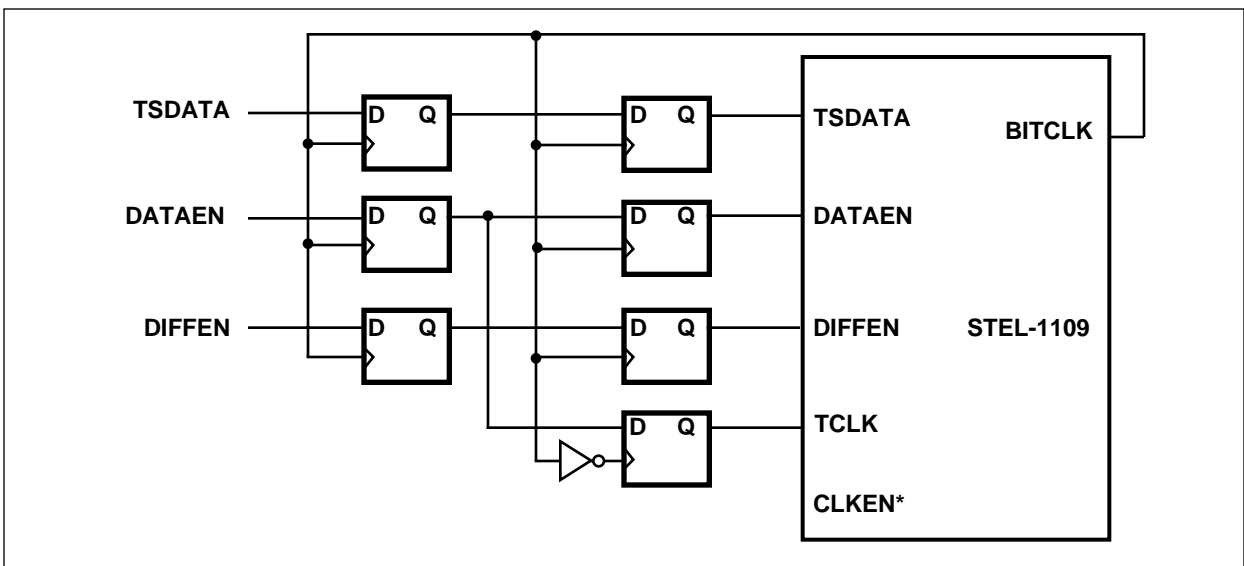 TSDATA
D Q
D Q
TSDATA
BITCLK
DATAEN
D Q
D Q
DATAEN
DIFFEN
D Q
D Q
DIFFEN
STEL-1109
D Q
TCLK
CLKEN*